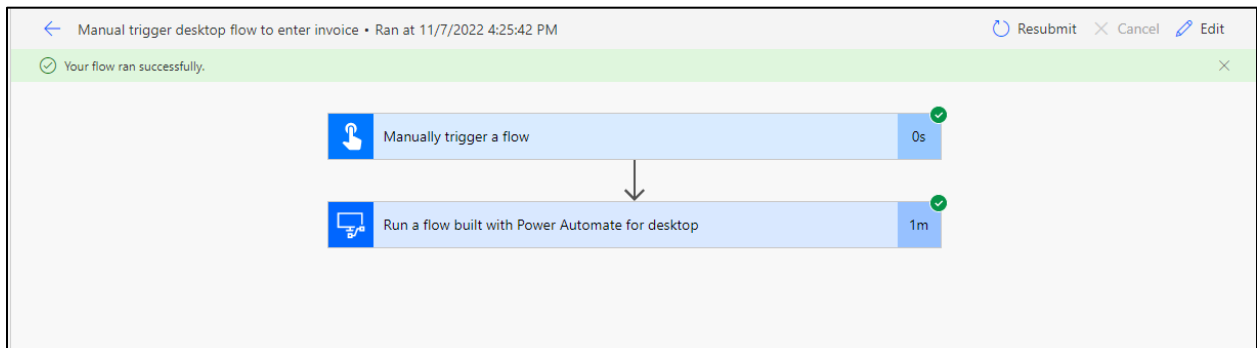 Manual trigger desktop flow to enter invoice • Ran at 11/7/2022 4:25:42 PM Resubmit Cancel Edit
Your flow ran successfully.
Manually trigger a flow 0s
Run a flow built with Power Automate for desktop 1m